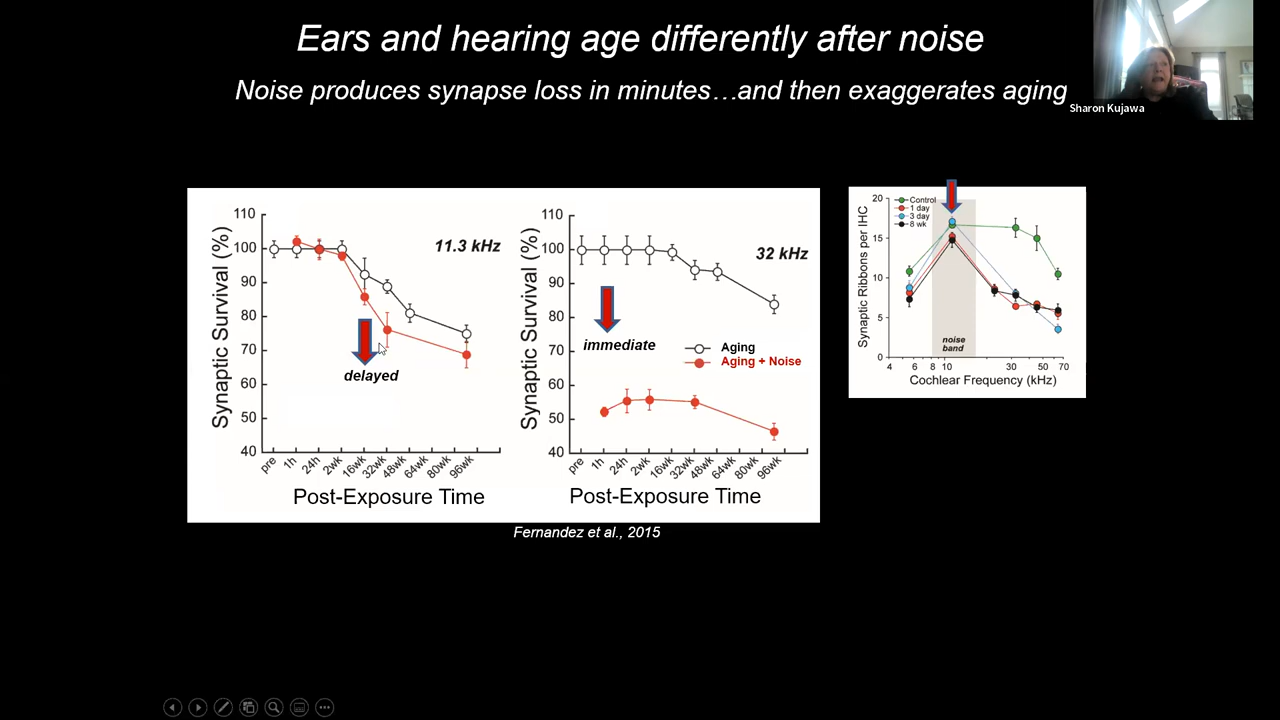 Ears and hearing age differently after noise
Noise produces synapse loss in minutes…and then exaggerates aging
Sharon Kujawa
110
100
90
80
70
60
50
40
Synaptic Survival (%)
11.3 kHz
delayed
pre
1h
24h
2wk
16wk
32wk
48wk
64wk
80wk
96wk
Post-Exposure Time
110
100
90
80
70
60
50
40
Synaptic Survival (%)
32 kHz
immediate
Aging
Aging + Noise
pre
1h
24h
2wk
16wk
32wk
48wk
64wk
80wk
96wk
Post-Exposure Time
Fernandez et al., 2015
20
15
10
5
0
Synaptic Ribbons per IHC
Control
1 day
3 day
8 wk
noise
band
4 6 8 10 30 50 70
Cochlear Frequency (kHz)